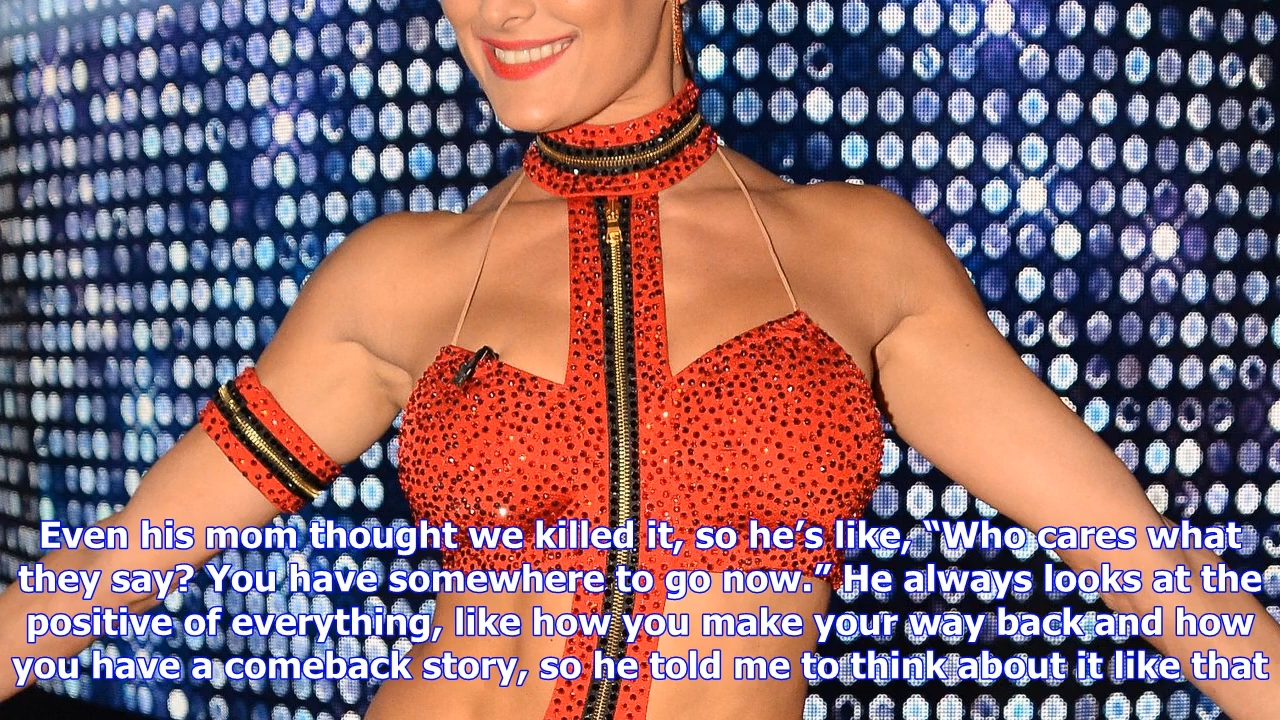 Even his mom thought we killed it, so he’s like, “Who cares what
they say? You have somewhere to go now.” He always looks at the
positive of everything, like how you make your way back and how
you have a comeback story, so he told me to think about it like that